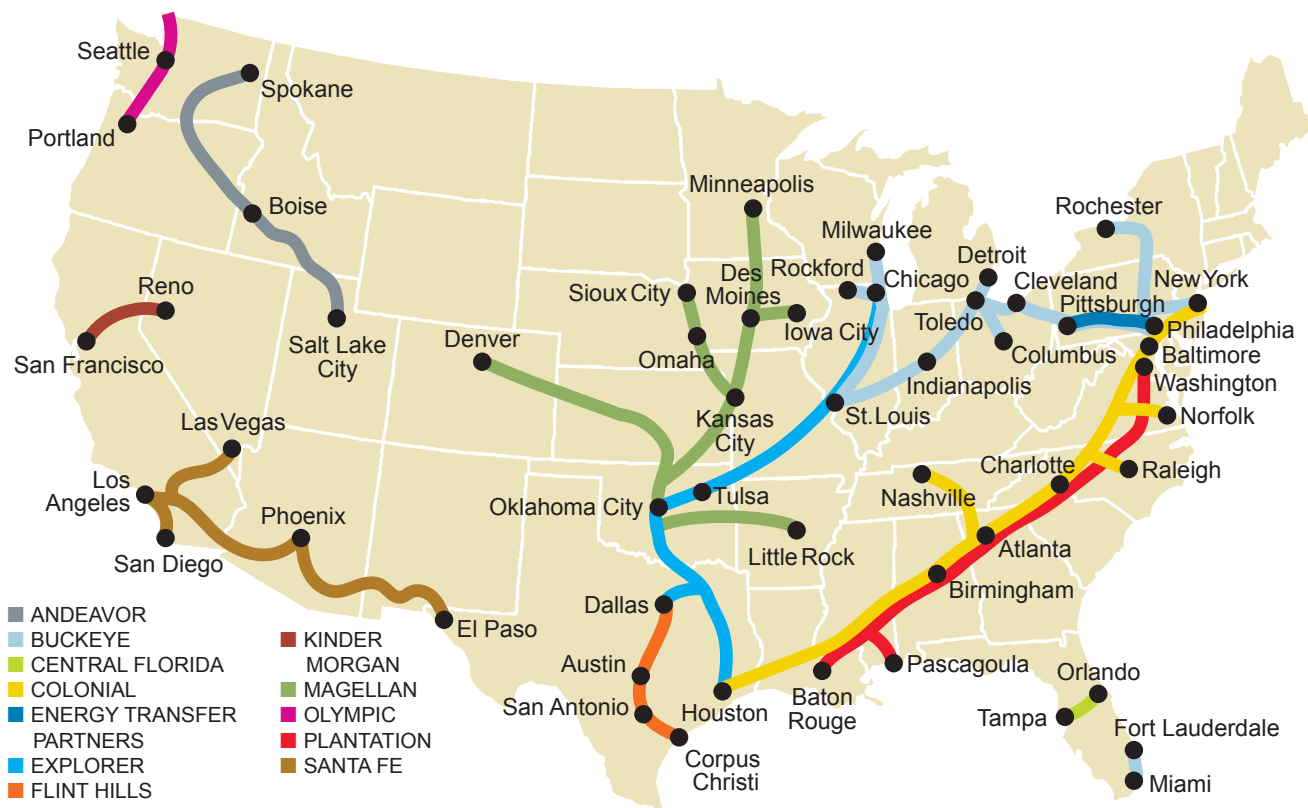 Seattle
Spokane
Portland
Boise
Minneapolis
Rochester
Milwaukee
Detroit
Rockford
Chicago
Cleveland
New York
Reno
Sioux City
Des
Moines
Pittsburgh
Iowa City
Toledo
Philadelphia
San Francisco
Salt Lake
City
Denver
Omaha
Columbus
Baltimore
Indianapolis
Washington
Las Vegas
Kansas
City
St. Louis
Norfolk
Los
Angeles
Charlotte
Raleigh
Nashville
Oklahoma City
Tulsa
Phoenix
San Diego
Little Rock
Atlanta
Birmingham
Dallas
El Paso
Austin
Pascagoula
San Antonio
Houston
Baton
Rouge
Orlando
Tampa
Fort Lauderdale
Corpus
Christi
Miami
ANDEAVOR
BUCKEYE
CENTRAL FLORIDA
COLONIAL
ENERGY TRANSFER
PARTNERS
EXPLORER
FLINT HILLS
KINDER
MORGAN
MAGELLAN
OLYMPIC
PLANTATION
SANTA FE